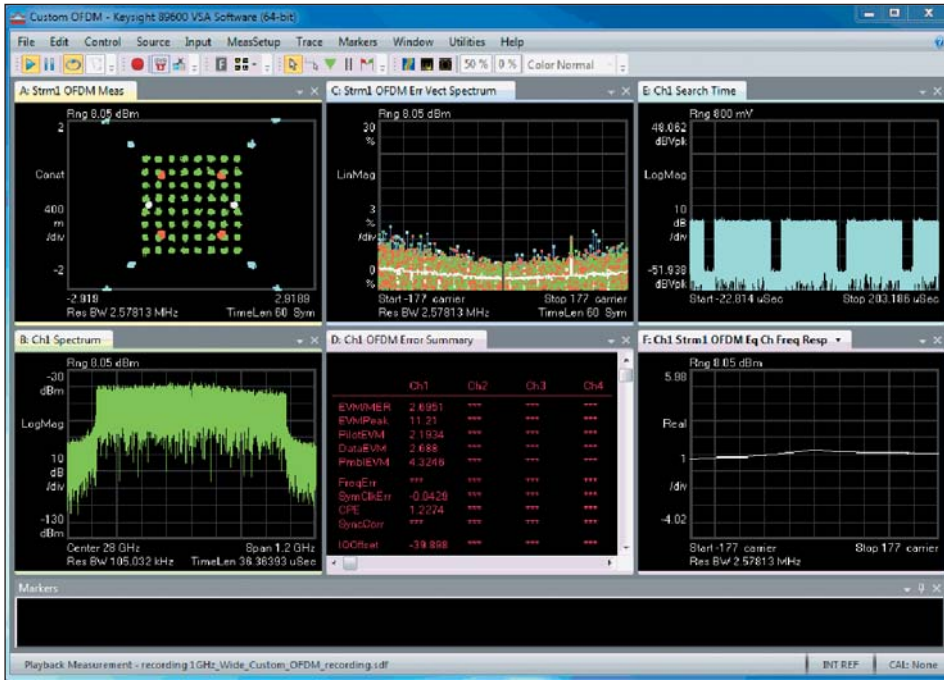 Custom OFDM - Keysight 89600 VSA Software (64-bit)
File Edit Control Source Input MeasSetup Trace Markers Window Utilities Help
50 % 0 % Color Normal
A: Strm1 OFDM Meas
Rng 8.05 dBm
2
Const
400
m
/div
-2
-2.919 2.9189
Res BW 2.57813 MHz TimeLen 60 Sym
C: Strm1 OFDM Err Vect Spectrum
Rng 8.05 dBm
30
%
LinMag
3
%
/div
0
%
Start -177 carrier Stop 177 carrier
Res BW 2.57813 MHz TimeLen 60 Sym
E: Ch1 Search Time
Rng 800 mV
48.062
dBVpk
LogMag
10
dB
/div
-51.938
dBVpk
Start -22.814 uSec Stop 203.186 uSec
B: Ch1 Spectrum
Rng 8.05 dBm
-30
dBm
LogMag
10
dB
/div
-130
dBm
Center 28 GHz Span 1.2 GHz
Res BW 105.032 kHz TimeLen 36.36393 uSec
D: Ch1 OFDM Error Summary
Ch1 Ch2 Ch3 Ch4
EVM/MER 2.6951 *** *** ***
EVMPeak 11.21 *** *** ***
PilotEVM 2.1934 *** *** ***
DataEVM 2.688 *** *** ***
PmblEVM 4.3246 *** *** ***
FreqErr *** *** *** ***
SymClkErr -0.0428 *** *** ***
CPE 1.2274 *** *** ***
SyncCorr *** *** *** ***
IQOffset -39.898 *** *** ***
F: Ch1 Strm1 OFDM Eq Ch Freq Resp
Rng 8.05 dBm
5.98
Real
1
/div
-4.02
Start -177 carrier Stop 177 carrier
Res BW 2.57813 MHz
Markers
Playback Measurement - recording 1GHz_Wide_Custom_OFDM_recording.sdf INT REF CAL: None